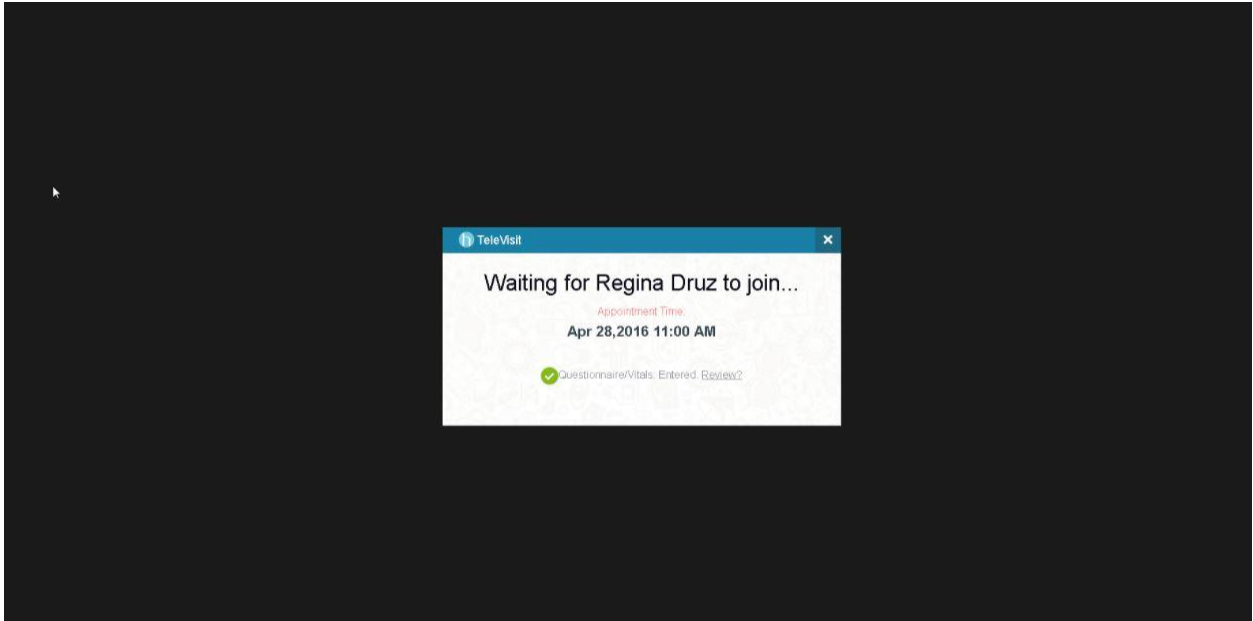 TeleVisit
Waiting for Regina Druz to join...
Appointment Time:
Apr 28,2016 11:00 AM
Questionnaire/Vitals: Entered. Review?